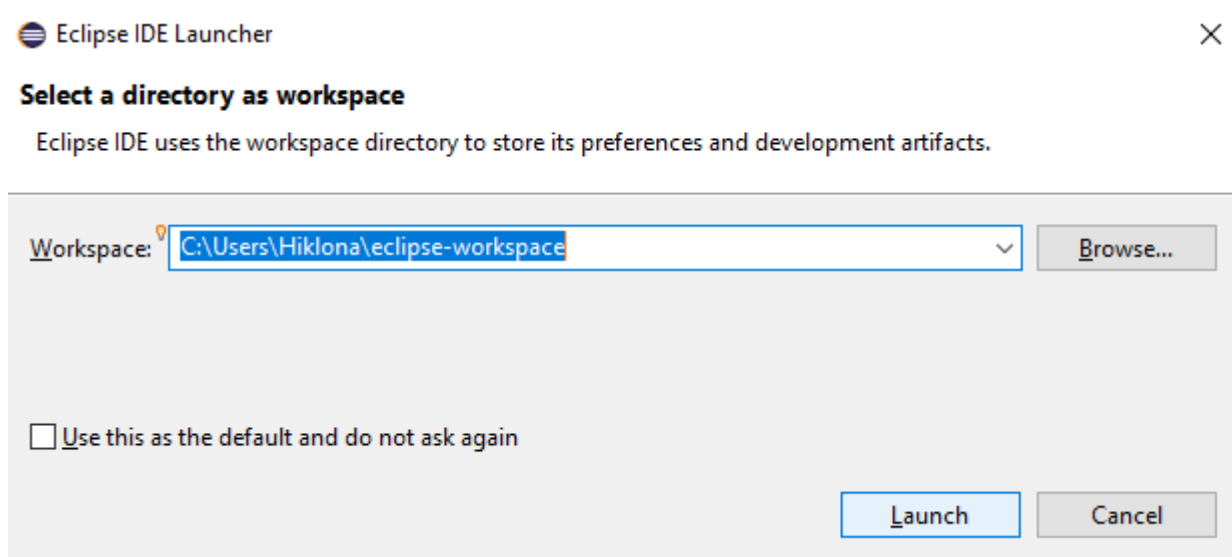 Eclipse IDE Launcher
Select a directory as workspace
Eclipse IDE uses the workspace directory to store its preferences and development artifacts.
Workspace: C:\Users\Hiklona\eclipse-workspace Browse...
Use this as the default and do not ask again
Launch Cancel